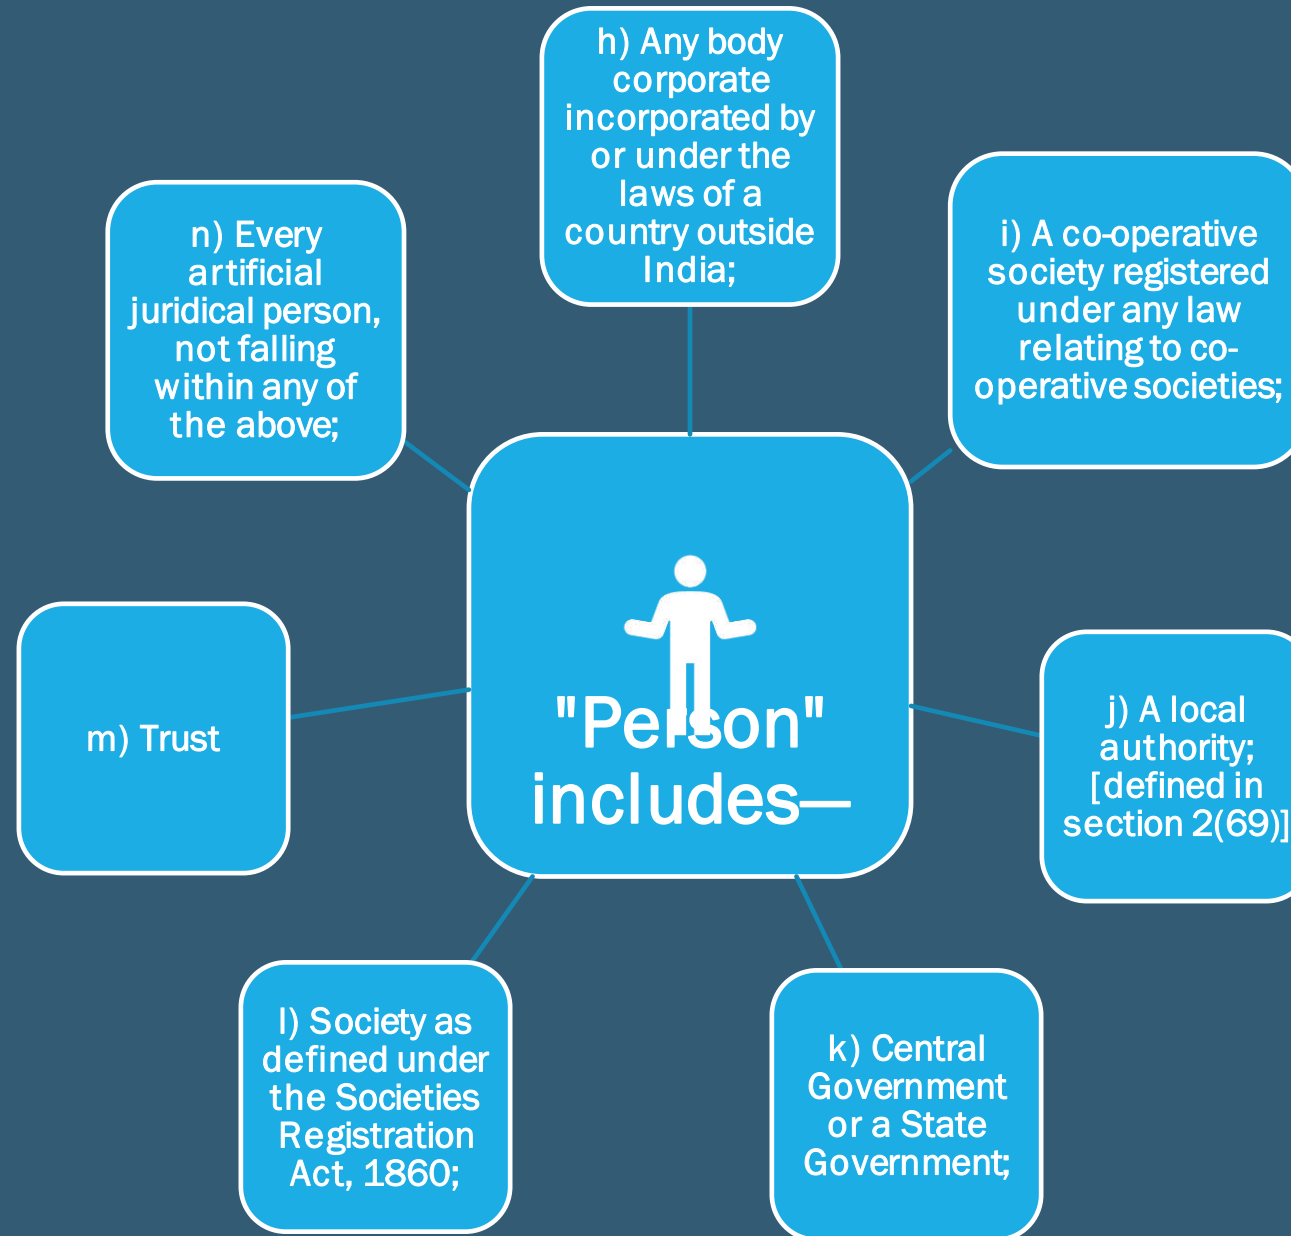 h) Any body
corporate
incorporated by
or under the
laws of a
country outside
India;
i) A co-operative
society registered
under any law
relating to co-
operative societies;
j) A local
authority;
[defined in
section 2(69)]
k) Central
Government
or a State
Government;
l) Society as
defined under
the Societies
Registration
Act, 1860;
m) Trust
n) Every
artificial
juridical person,
not falling
within any of
the above;
"Person"
includes—